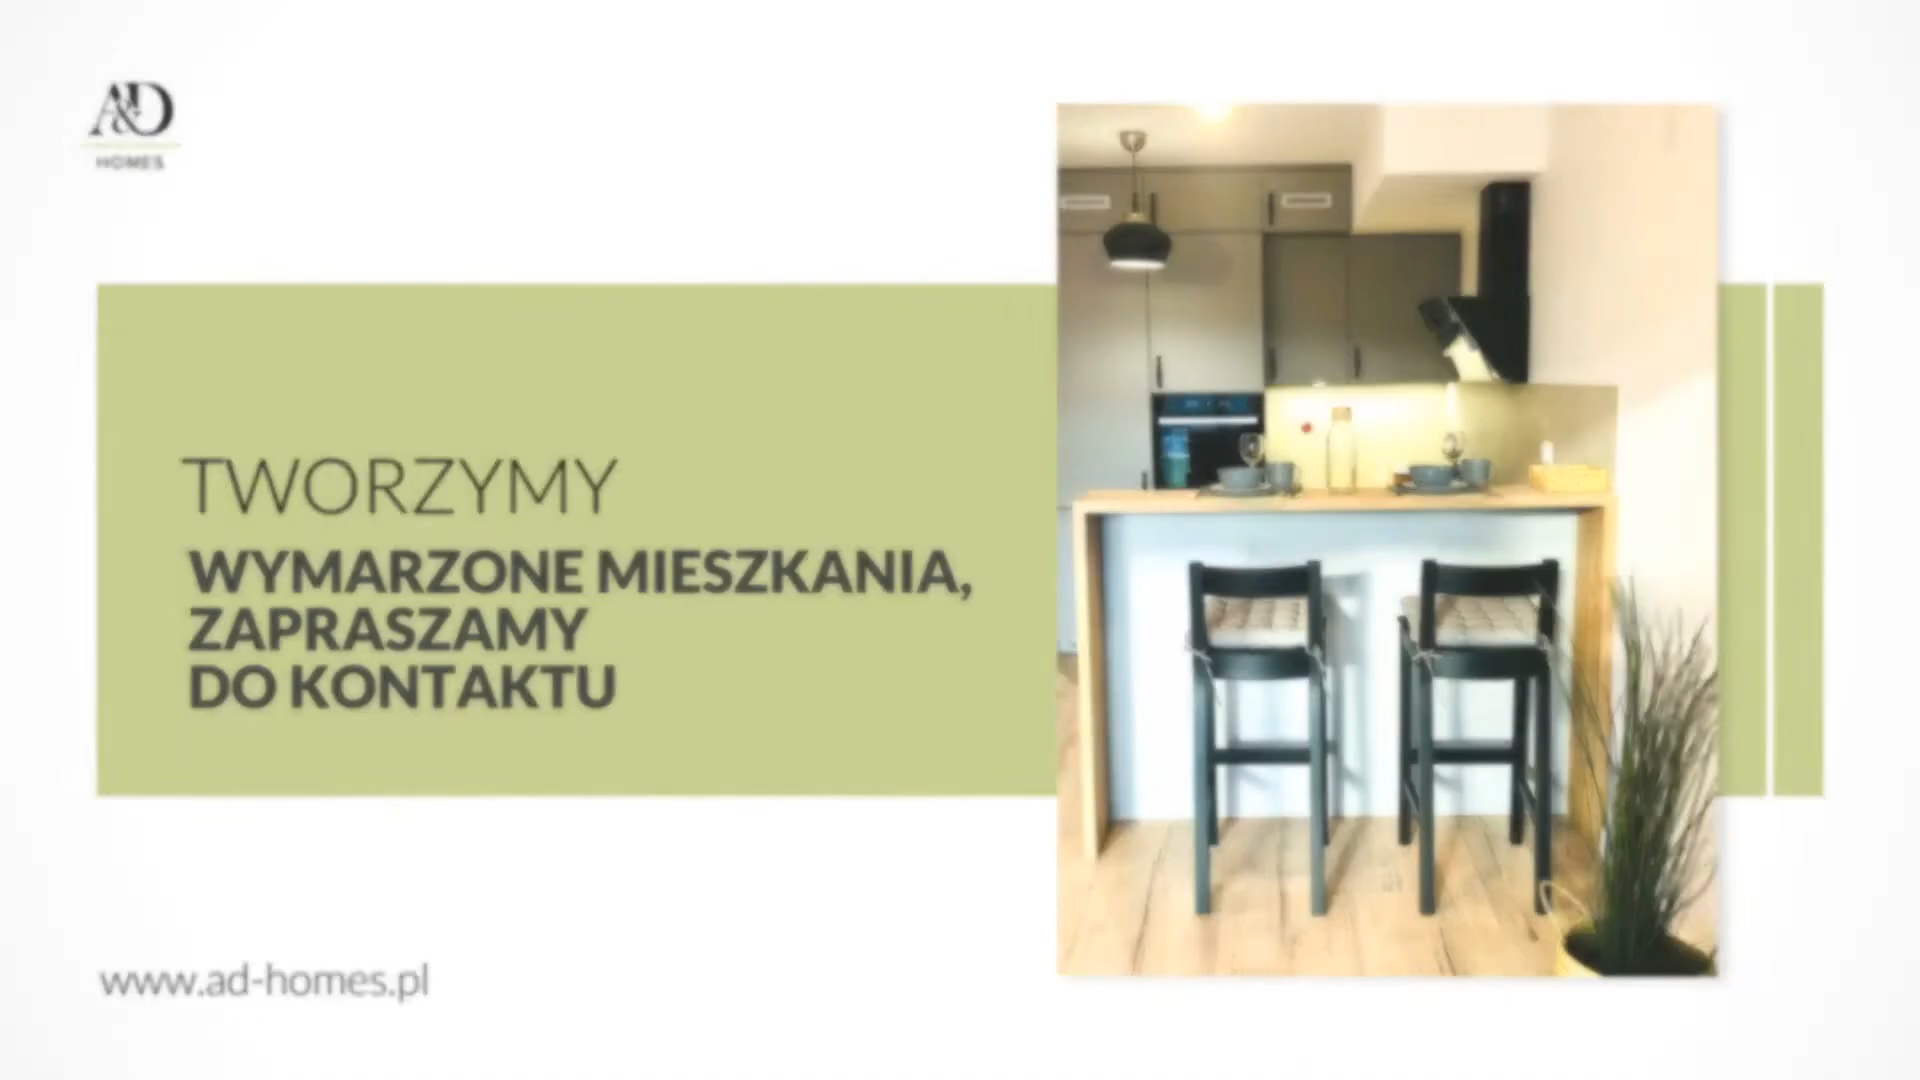 A&D
HOMES
TWORZYMY
WYMARZONE MIESZKANIA,
ZAPRASZAMY
DO KONTAKTU
www.ad-homes.pl